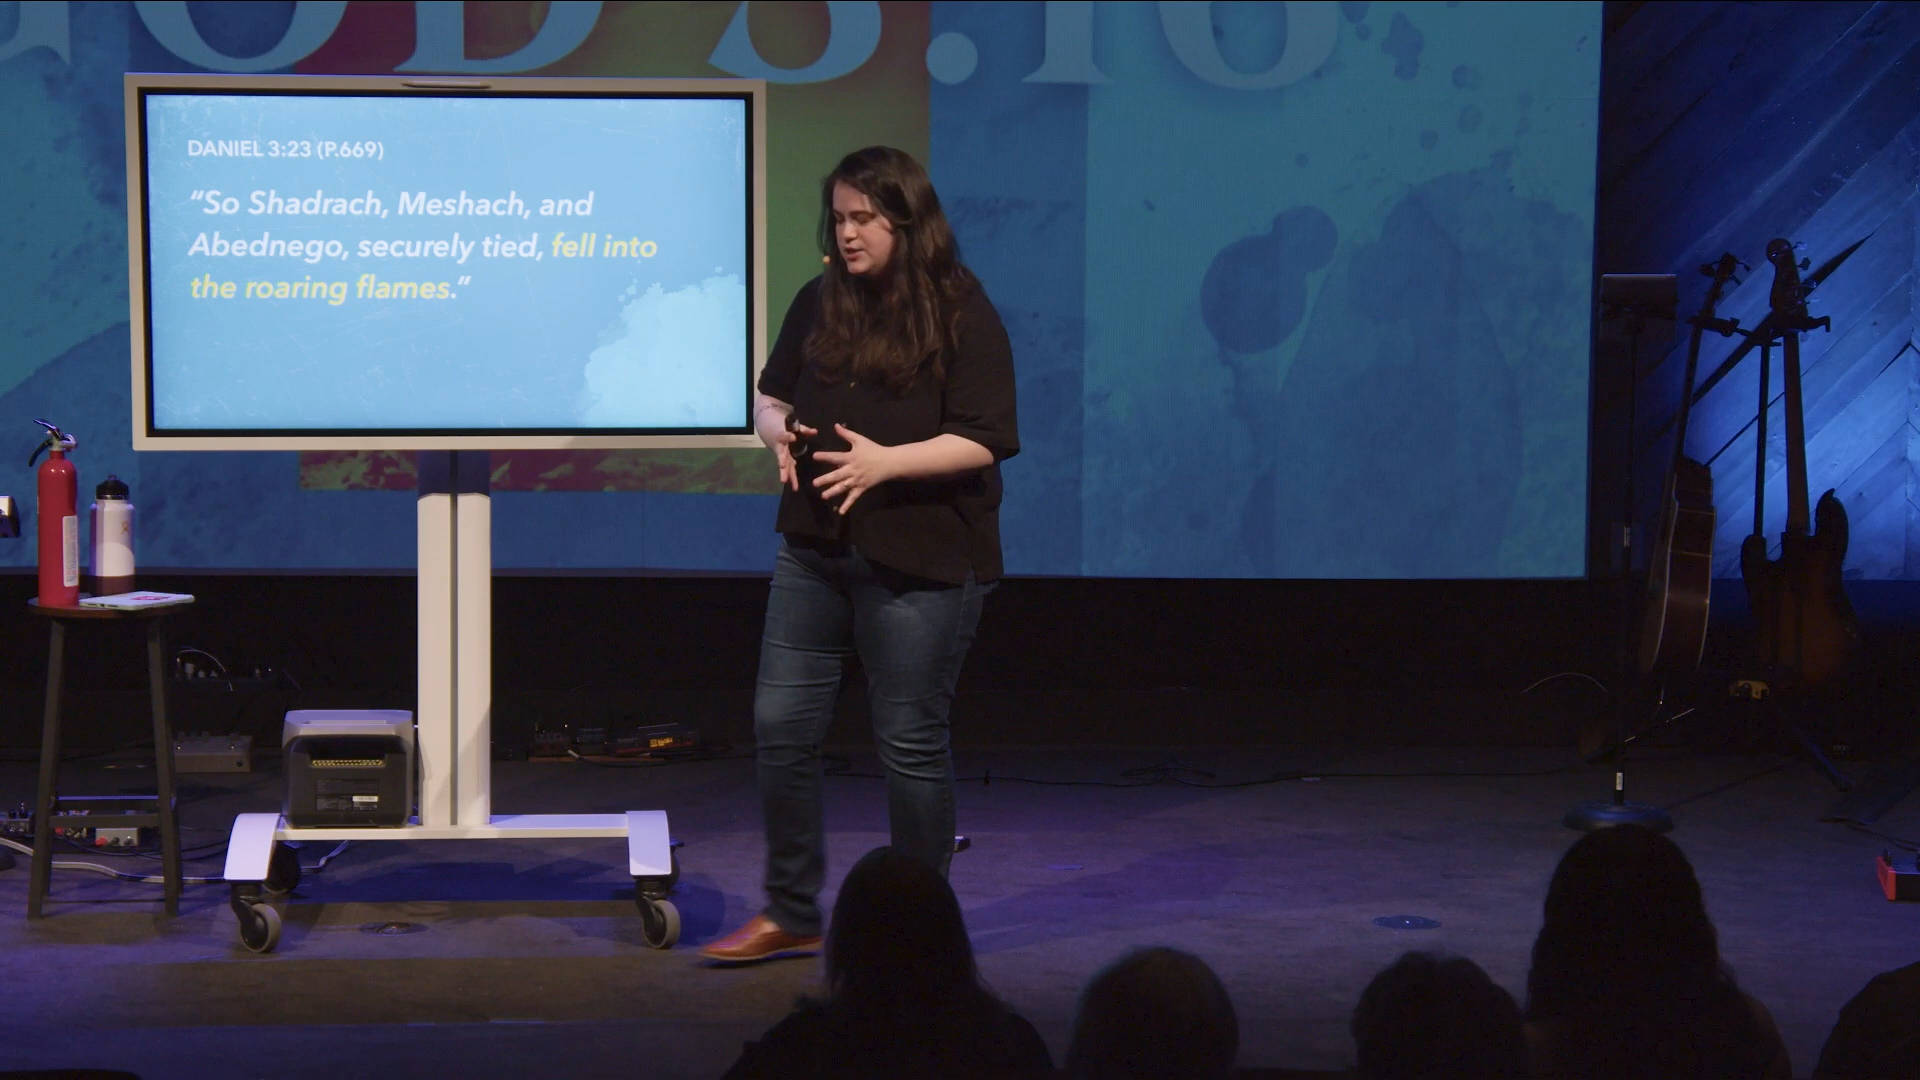 DANIEL 3:23 (P.669)
“So Shadrach, Meshach, and
Abednego, securely tied, fell into
the roaring flames.”